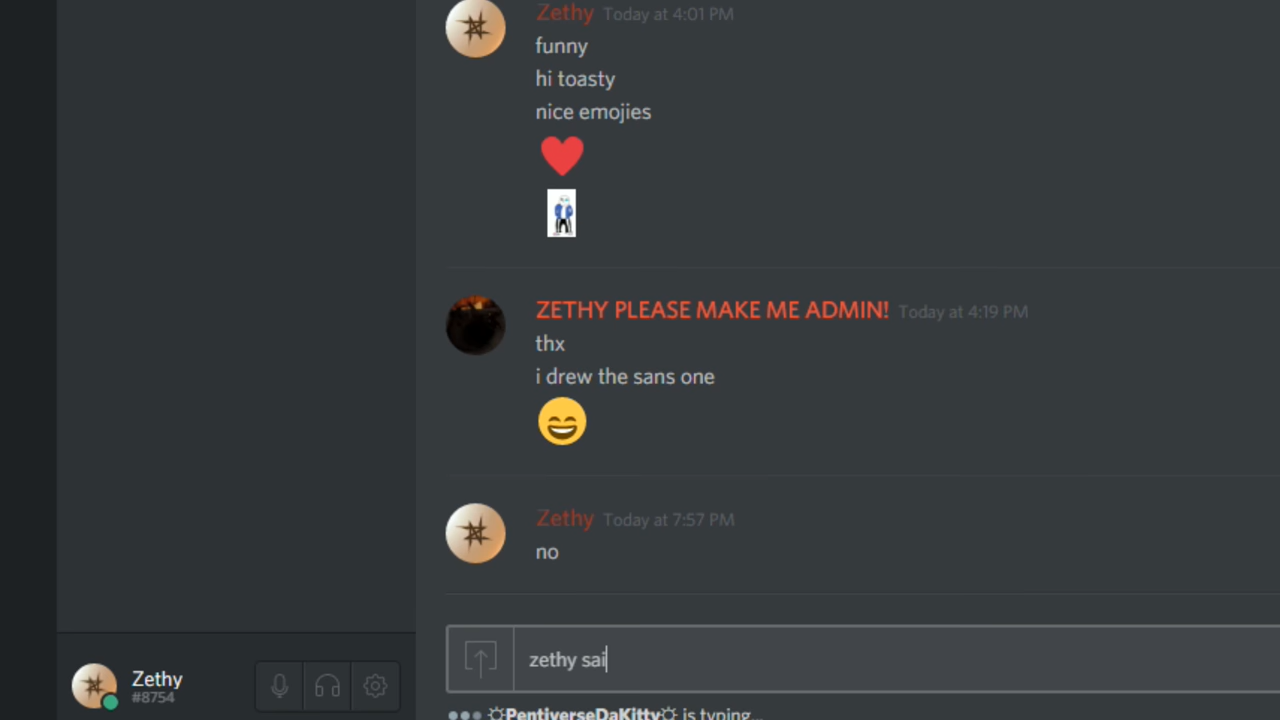 Zethy Today at 4:01 PM
funny
hi toasty
nice emojies
ZETHY PLEASE MAKE ME ADMIN! Today at 4:19 PM
thx
i drew the sans one
Zethy Today at 7:57 PM
no
zethy sai
Zethy
#8754
☼PentiverseDaKitty☼ is typing...